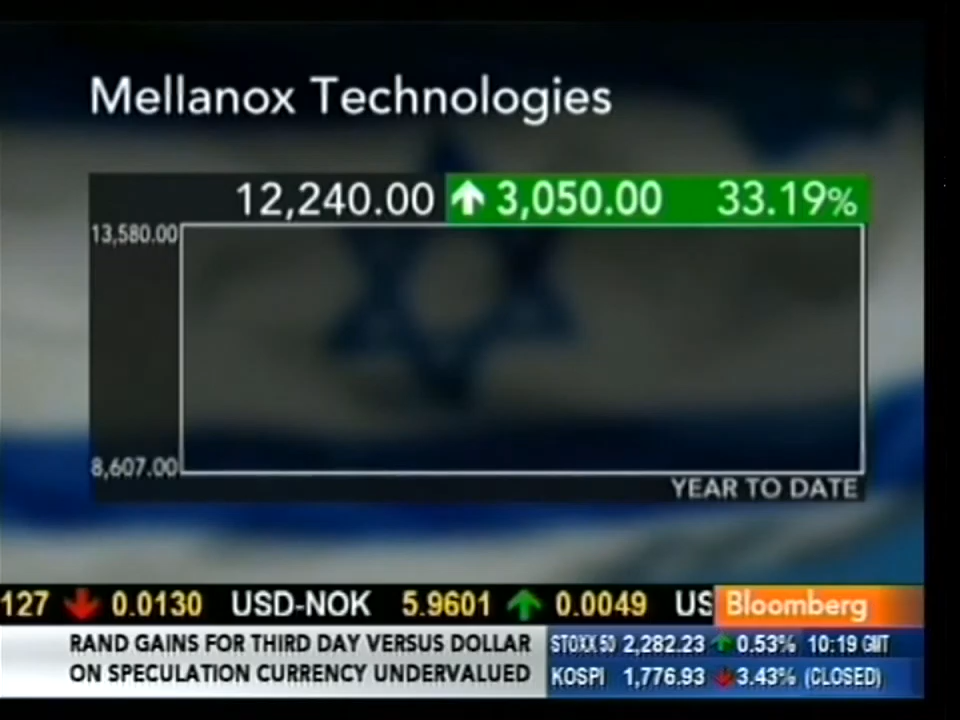 Mellanox Technologies
12,240.00 3,050.00 33.19%
13,580.00
8,607.00
YEAR TO DATE
127 0.0130 USD-NOK 5.9601 0.0049 US Bloomberg
RAND GAINS FOR THIRD DAY VERSUS DOLLAR
ON SPECULATION CURRENCY UNDERVALUED
STOXX 50 2,282.23 0.53% 10:19 GMT
KOSPI 1,776.93 3.43% (CLOSED)